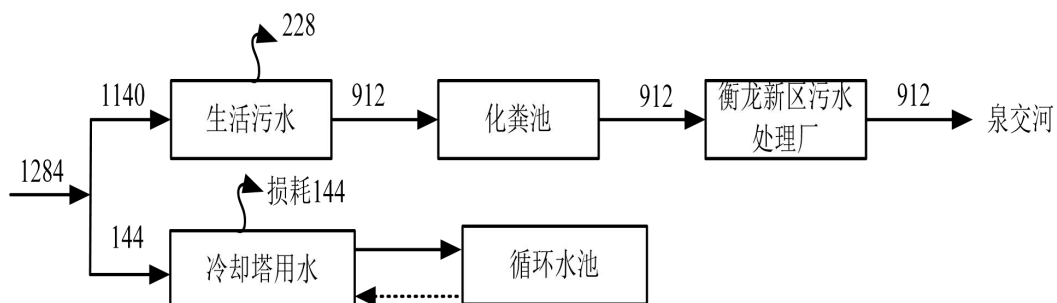 228
1140
生活污水
912
化粪池
912
衡龙新区污水
处理厂
912
泉交河
1284
损耗144
144
冷却塔用水
循环水池